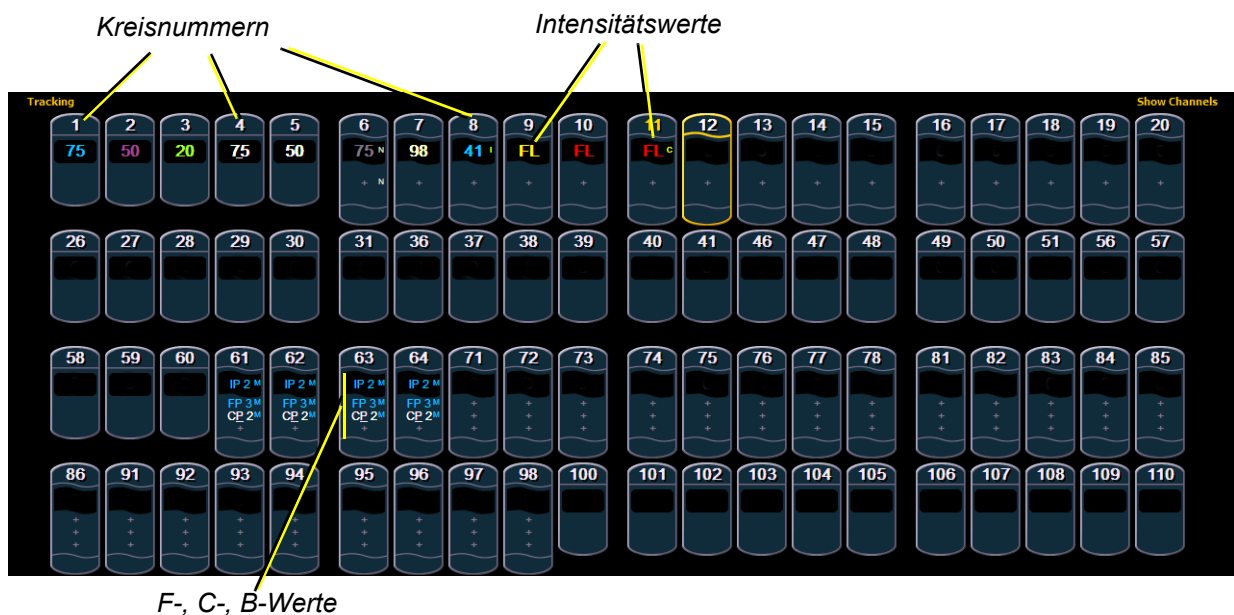 Kreisnummern Intensitätswerte
Tracking Show Channels
1 2 3 4 5 6 7 8 9 10 11 12 13 14 15 16 17 18 19 20
75 50 20 75 50 75 N 98 41 I FL FL FL C
+ N + + + + + + + + + + + + + +
26 27 28 29 30 31 36 37 38 39 40 41 46 47 48 49 50 51 56 57
58 59 60 61 62 63 64 71 72 73 74 75 76 77 78 81 82 83 84 85
IP 2 M IP 2 M IP 2 M IP 2 M
FP 3 M FP 3 M FP 3 M FP 3 M + + + + + + + + + + + + +
CP 2 M CP 2 M CP 2 M CP 2 M + + + + + + + + + + + + +
+ + + + + + + + + + + + + + + + +
86 91 92 93 94 95 96 97 98 100 101 102 103 104 105 106 107 108 109 110
+ + + + + + + + +
+ + + + + + + + +
+ + + + + + + + +
F-, C-, B-Werte